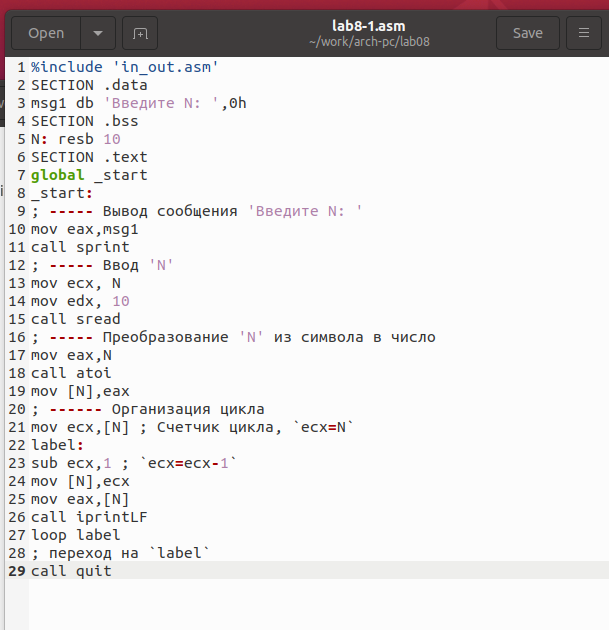 Open
lab8-1.asm
~/work/arch-pc/lab08
Save
1 %include 'in_out.asm'
2 SECTION .data
3 msg1 db 'Введите N: ',0h
4 SECTION .bss
5 N: resb 10
6 SECTION .text
7 global _start
8 _start:
9 ; ----- Вывод сообщения 'Введите N: '
10 mov eax,msg1
11 call sprint
12 ; ----- Ввод 'N'
13 mov ecx, N
14 mov edx, 10
15 call sread
16 ; ----- Преобразование 'N' из символа в число
17 mov eax,N
18 call atoi
19 mov [N],eax
20 ; ------ Организация цикла
21 mov ecx,[N] ; Счетчик цикла, `ecx=N`
22 label:
23 sub ecx,1 ; `ecx=ecx-1`
24 mov [N],ecx
25 mov eax,[N]
26 call iprintLF
27 loop label
28 ; переход на `label`
29 call quit